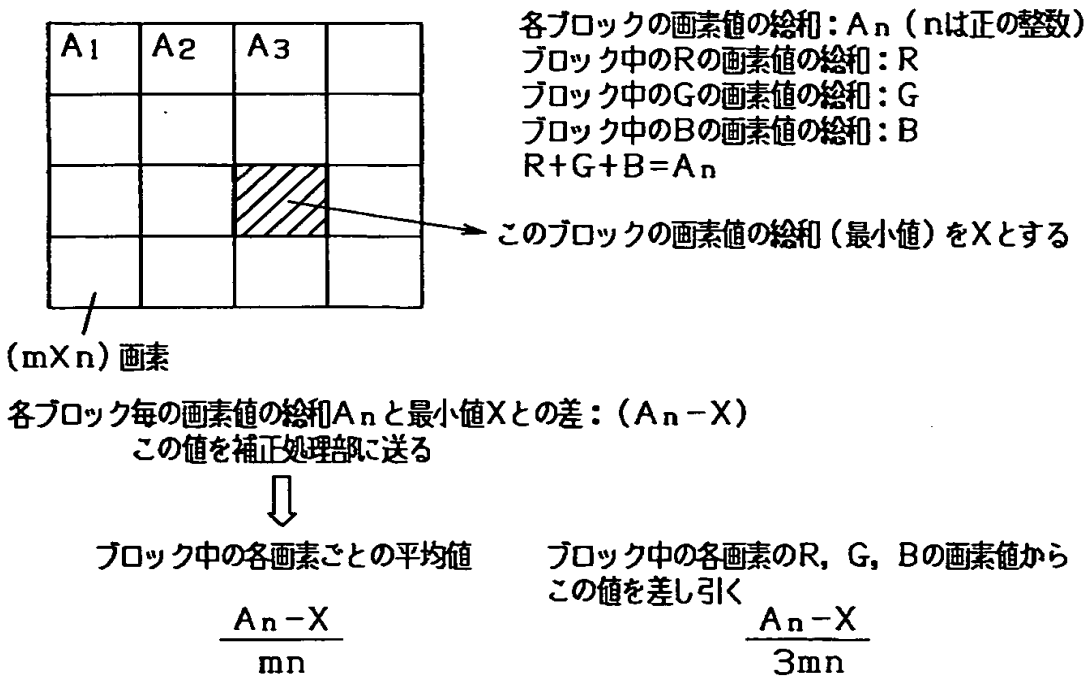 A1 A2 A3
各ブロックの画素値の総和:An(nは正の整数)
ブロック中のRの画素値の総和:R
ブロック中のGの画素値の総和:G
ブロック中のBの画素値の総和:B
R+G+B=An
このブロックの画素値の総和(最小値)をXとする
(m×n)画素
各ブロック毎の画素値の総和Anと最小値Xとの差:(An-X)
この値を補正処理部に送る
ブロック中の各画素ごとの平均値
An-X
mn
ブロック中の各画素のR,G,Bの画素値から
この値を差し引く
An-X
3mn